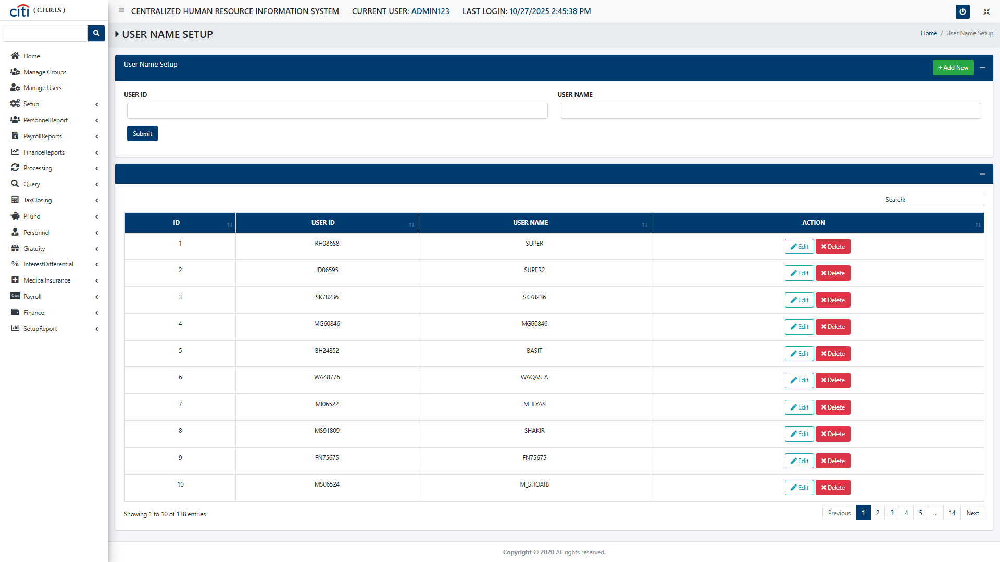 citi ( C.H.R.I.S )
CENTRALIZED HUMAN RESOURCE INFORMATION SYSTEM CURRENT USER: ADMIN123 LAST LOGIN: 10/27/2025 2:45:38 PM
USER NAME SETUP
Home / User Name Setup
Home
Manage Groups
Manage Users
Setup
PersonnelReport
PayrollReports
FinanceReports
Processing
Query
TaxClosing
PFund
Personnel
Gratuity
InterestDifferential
MedicalInsurance
Payroll
Finance
SetupReport
User Name Setup
+ Add New
USER ID USER NAME
Submit
Search:
ID USER ID USER NAME ACTION
1 RH08688 SUPER Edit Delete
2 JD06595 SUPER2 Edit Delete
3 SK78236 SK78236 Edit Delete
4 MG60846 MG60846 Edit Delete
5 BH24852 BASIT Edit Delete
6 WA48776 WAQAS_A Edit Delete
7 MI06522 M_ILYAS Edit Delete
8 MS91809 SHAKIR Edit Delete
9 FN75675 FN75675 Edit Delete
10 MS06524 M_SHOAIB Edit Delete
Showing 1 to 10 of 138 entries
Previous 1 2 3 4 5 ... 14 Next
Copyright © 2020 All rights reserved.